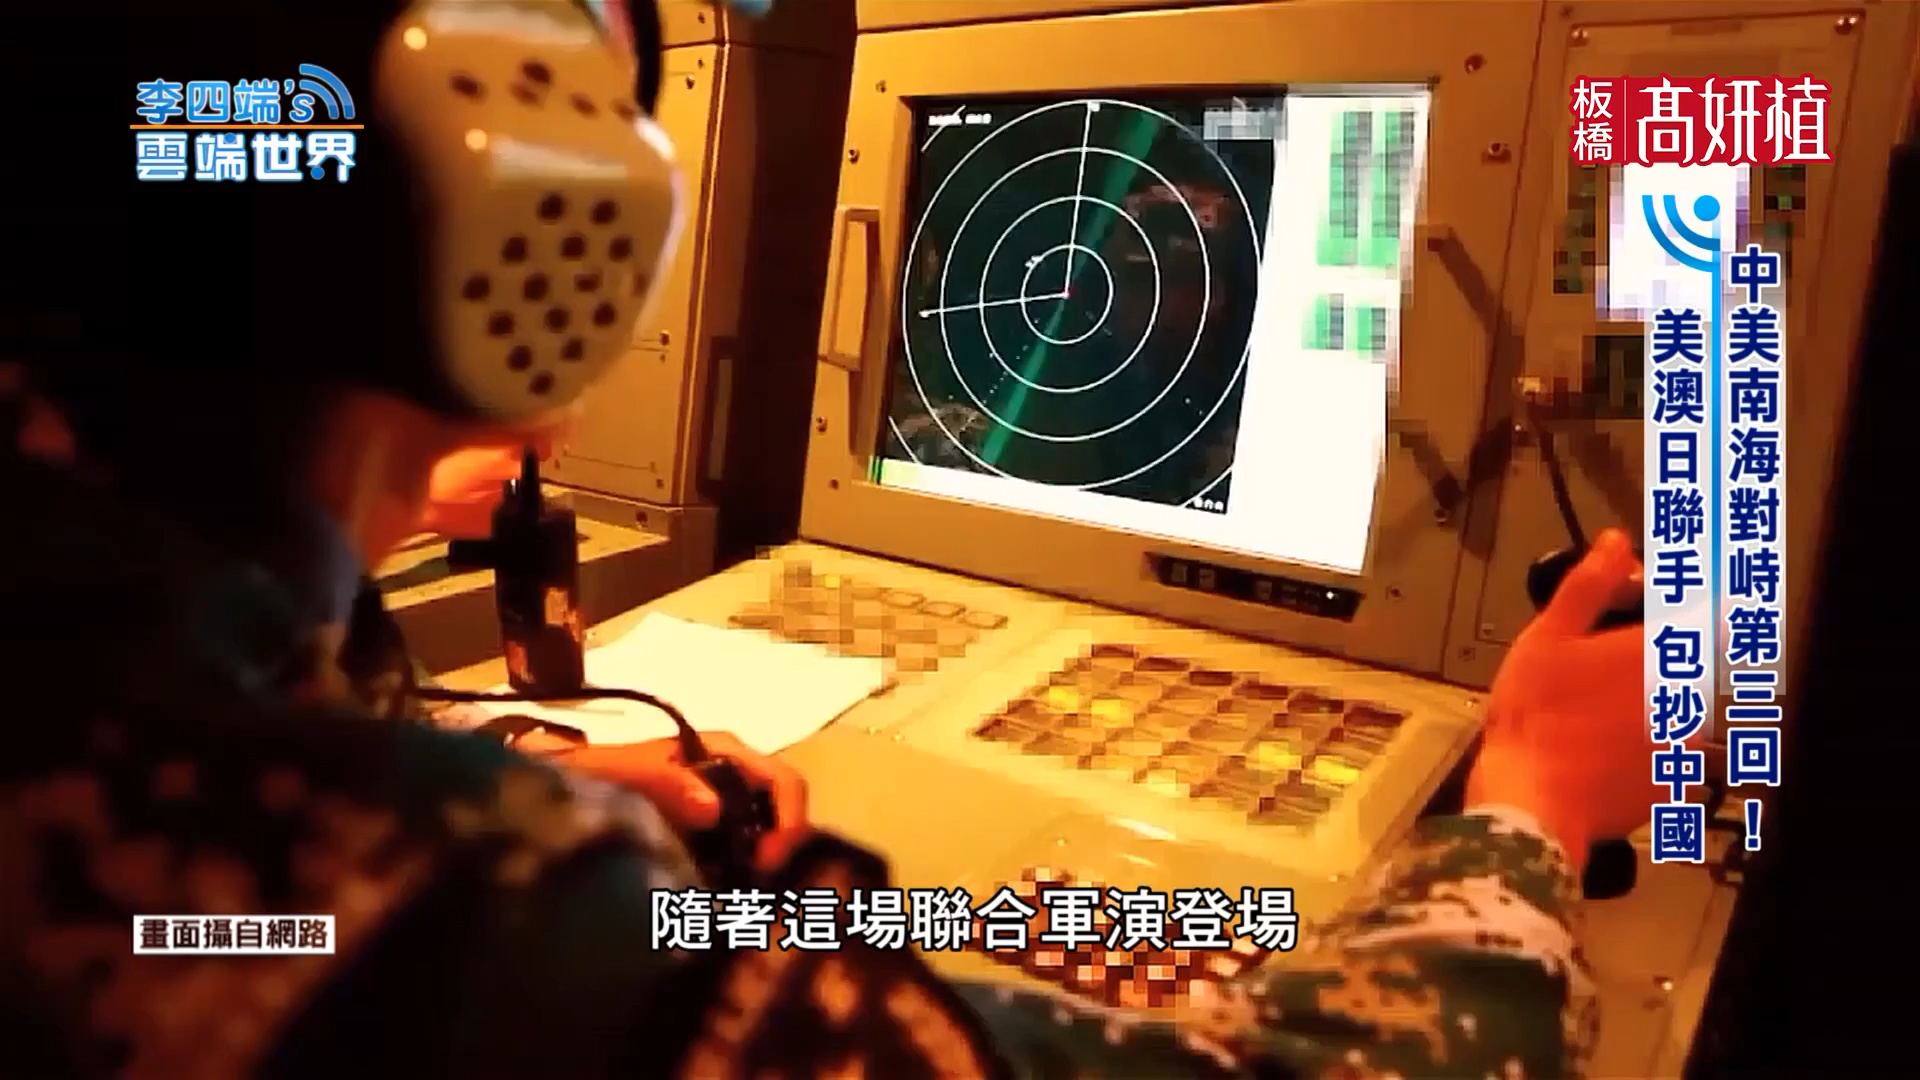 李四端's
雲端世界
板橋
髙妍植
中美南海對峙第三回！
美澳日聯手 包抄中國
隨著這場聯合軍演登場
畫面攝自網路